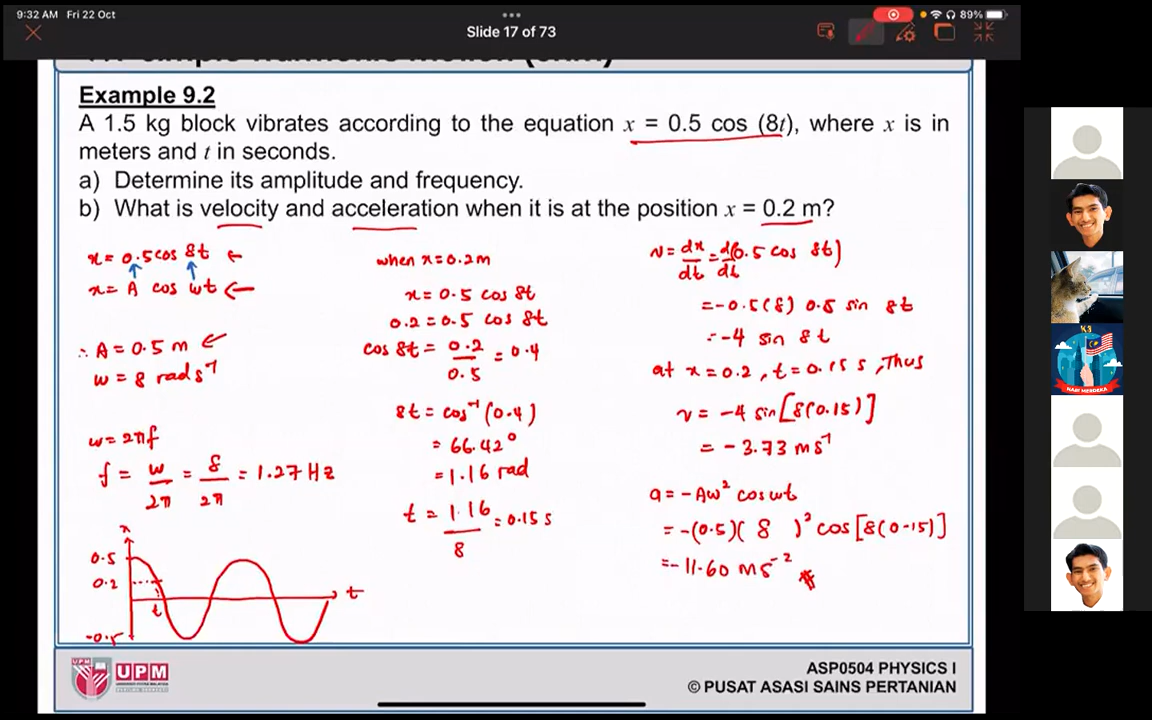 9:32 AM Fri 22 Oct
89%
Slide 17 of 73
Example 9.2
A 1.5 kg block vibrates according to the equation x = 0.5 cos (8t), where x is in
meters and t in seconds.
a) Determine its amplitude and frequency.
b) What is velocity and acceleration when it is at the position x = 0.2 m?
x = 0.5 cos 8t
x = A cos ωt
∴ A = 0.5 m
ω = 8 rad s⁻¹
ω = 2πf
f = ω/2π = 8/2π = 1.27 Hz
x
0.5
0.2
-0.5
t
t
when x = 0.2 m
x = 0.5 cos 8t
0.2 = 0.5 cos 8t
cos 8t = 0.2/0.5 = 0.4
8t = cos⁻¹ (0.4)
= 66.42°
= 1.16 rad
t = 1.16/8 = 0.15 s
v = dx/dt = d/dt (0.5 cos 8t)
= -0.5(8) 0.5 sin 8t
= -4 sin 8t
at x = 0.2, t = 0.15 s, Thus
v = -4 sin [8(0.15)]
= -3.73 ms⁻¹
a = -Aω² cos ωt
= -(0.5)( 8 )² cos [8(0.15)]
= -11.60 ms⁻²
UPM
UPM
ASP0504 PHYSICS I
© PUSAT ASASI SAINS PERTANIAN
HARI MERDEKA